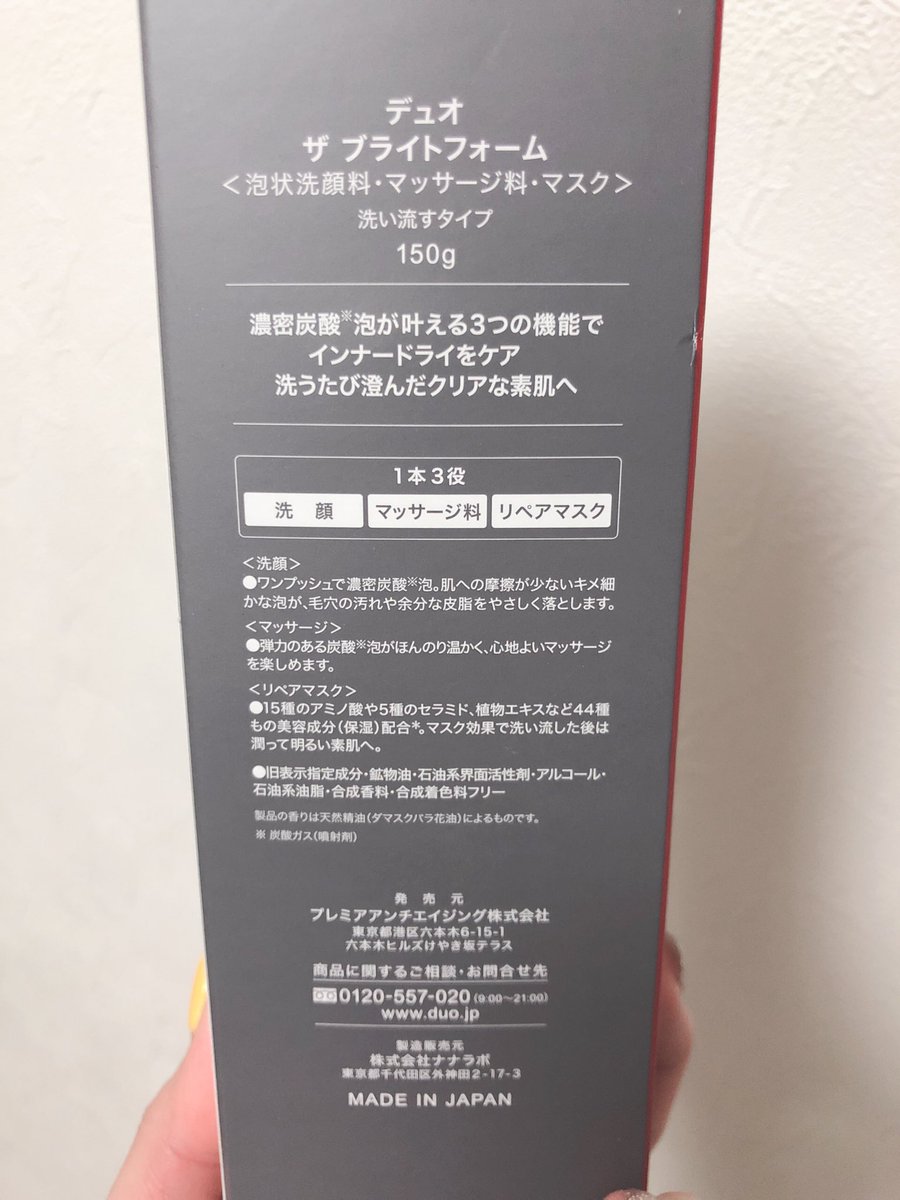 デュオ
ザ ブライトフォーム
＜泡状洗顔料・マッサージ料・マスク＞
洗い流すタイプ
150g
濃密炭酸※泡が叶える3つの機能で
インナードライをケア
洗うたび澄んだクリアな素肌へ
1本3役
洗 顔 マッサージ料 リペアマスク
＜洗顔＞
●ワンプッシュで濃密炭酸※泡。肌への摩擦が少ないキメ細
かな泡が、毛穴の汚れや余分な皮脂をやさしく落とします。
＜マッサージ＞
●弾力のある炭酸※泡がほんのり温かく、心地よいマッサージ
を楽しめます。
＜リペアマスク＞
●15種のアミノ酸や5種のセラミド、植物エキスなど44種
もの美容成分（保湿）配合＊。マスク効果で洗い流した後は
潤って明るい素肌へ。
●旧表示指定成分・鉱物油・石油系界面活性剤・アルコール・
石油系油脂・合成香料・合成着色料フリー
製品の香りは天然精油（ダマスクバラ花油）によるものです。
※ 炭酸ガス（噴射剤）
発 売 元
プレミアアンチエイジング株式会社
東京都港区六本木6-15-1
六本木ヒルズけやき坂テラス
商品に関するご相談・お問合せ先
0120-557-020（9:00〜21:00）
www.duo.jp
製造販売元
株式会社ナナラボ
東京都千代田区外神田2-17-3
MADE IN JAPAN